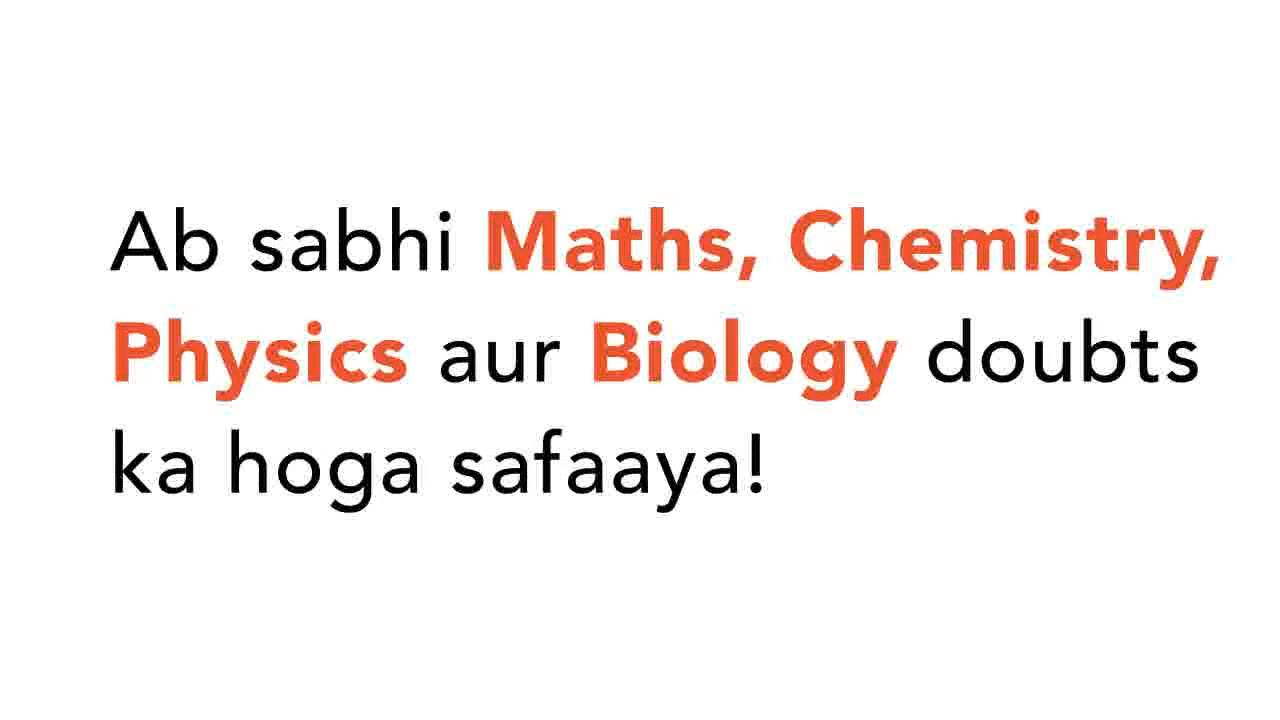 Ab sabhi Maths, Chemistry,
Physics aur Biology doubts
ka hoga safaaya!